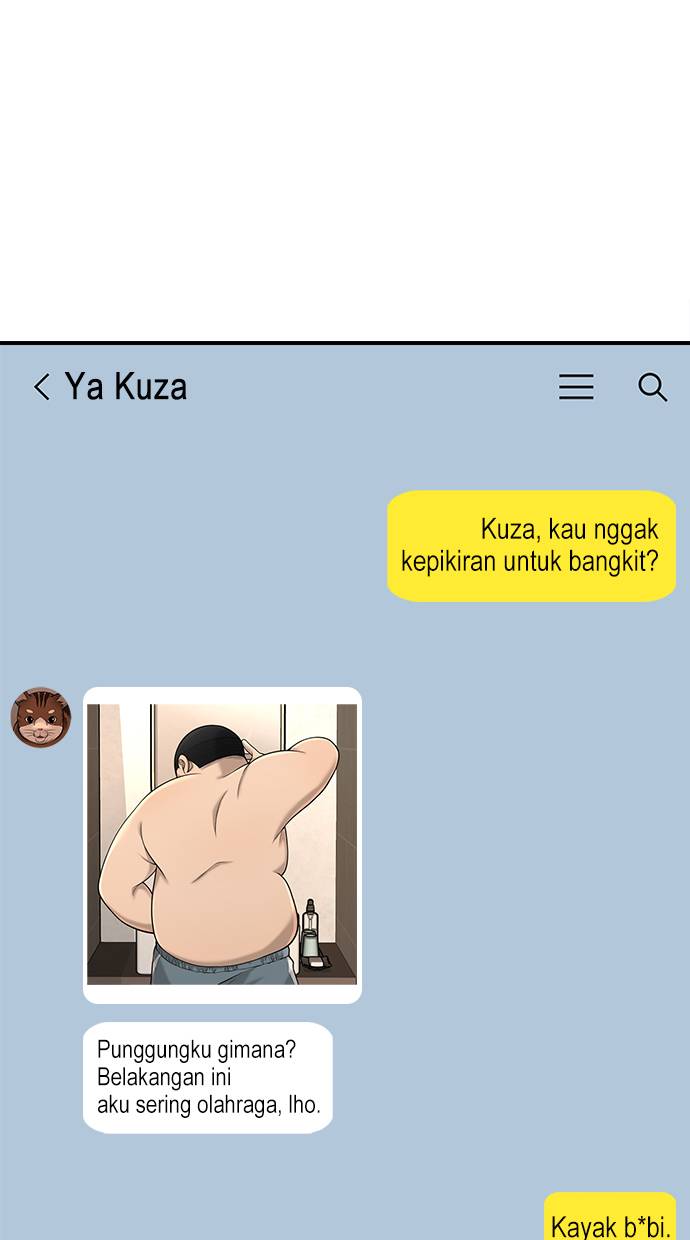 Ya Kuza
Kuza, kau nggak
kepikiran untuk bangkit?
Punggungku gimana?
Belakangan ini
aku sering olahraga, lho.
Kayak b*bi.